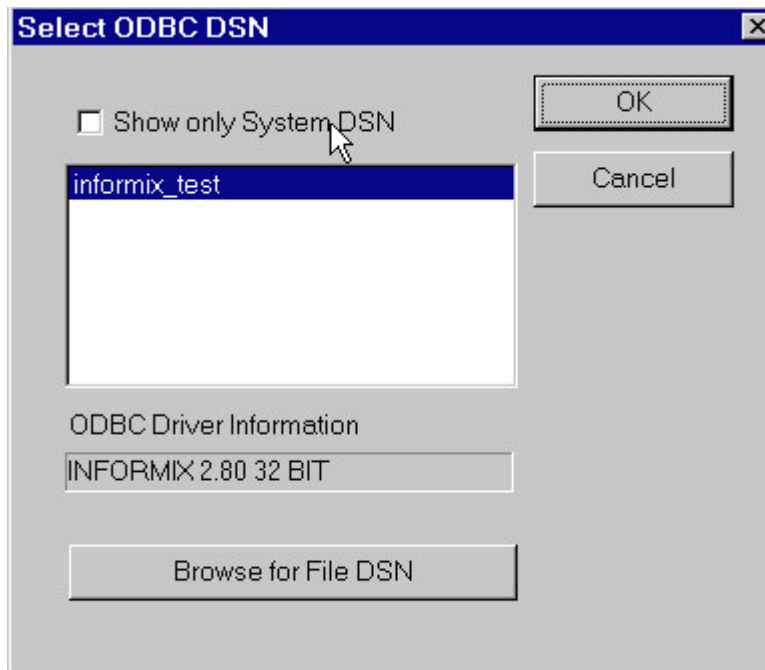 Select ODBC DSN
Show only System DSN
OK
informix_test
Cancel
ODBC Driver Information
INFORMIX 2.80 32 BIT
Browse for File DSN